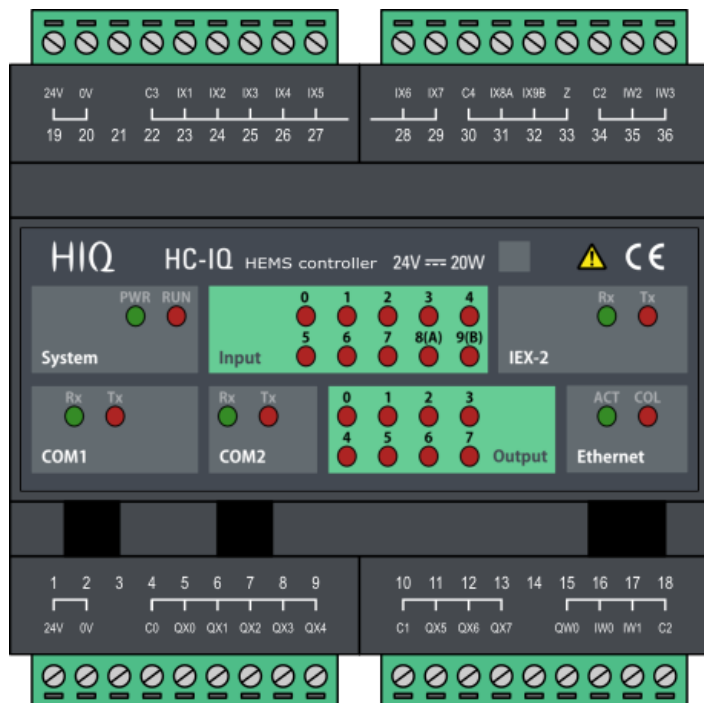 24V 0V C3 IX1 IX2 IX3 IX4 IX5 IX6 IX7 C4 IX8A IX9B Z C2 IW2 IW3
19 20 21 22 23 24 25 26 27 28 29 30 31 32 33 34 35 36
HIQ HC-IQ HEMS controller 24V 20W CE
PWR RUN 0 1 2 3 4 Rx Tx
5 6 7 8(A) 9(B)
System Input IEX-2
Rx Tx Rx Tx 0 1 2 3 ACT COL
4 5 6 7
COM1 COM2 Output Ethernet
1 2 3 4 5 6 7 8 9 10 11 12 13 14 15 16 17 18
24V 0V C0 QX0 QX1 QX2 QX3 QX4 C1 QX5 QX6 QX7 QW0 IW0 IW1 C2